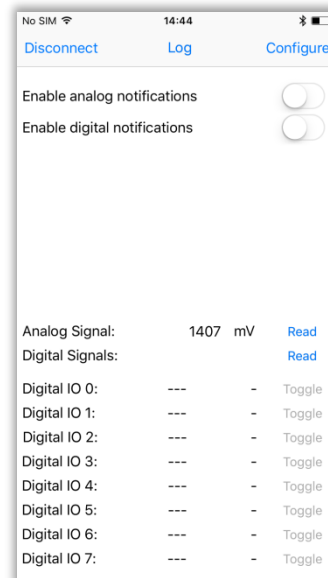 No SIM 14:44
Disconnect Log Configure
Enable analog notifications
Enable digital notifications
Analog Signal: 1407 mV Read
Digital Signals: Read
Digital IO 0: --- - Toggle
Digital IO 1: --- - Toggle
Digital IO 2: --- - Toggle
Digital IO 3: --- - Toggle
Digital IO 4: --- - Toggle
Digital IO 5: --- - Toggle
Digital IO 6: --- - Toggle
Digital IO 7: --- - Toggle